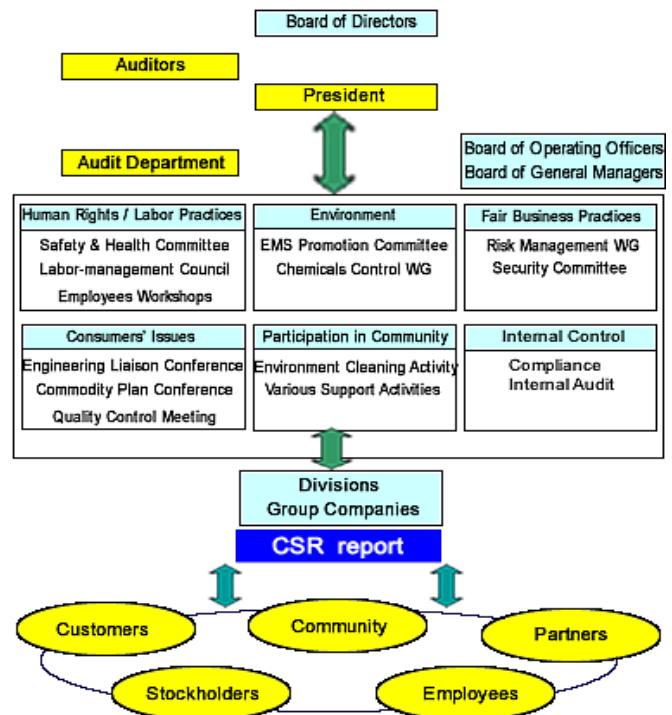 Board of Directors
Auditors
President
Audit Department
Board of Operating Officers
Board of General Managers
Human Rights / Labor Practices
Safety & Health Committee
Labor-management Council
Employees Workshops
Environment
EMS Promotion Committee
Chemicals Control WG
Fair Business Practices
Risk Management WG
Security Committee
Consumers' Issues
Engineering Liaison Conference
Commodity Plan Conference
Quality Control Meeting
Participation in Community
Environment Cleaning Activity
Various Support Activities
Internal Control
Compliance
Internal Audit
Divisions
Group Companies
CSR report
Customers
Community
Partners
Stockholders
Employees